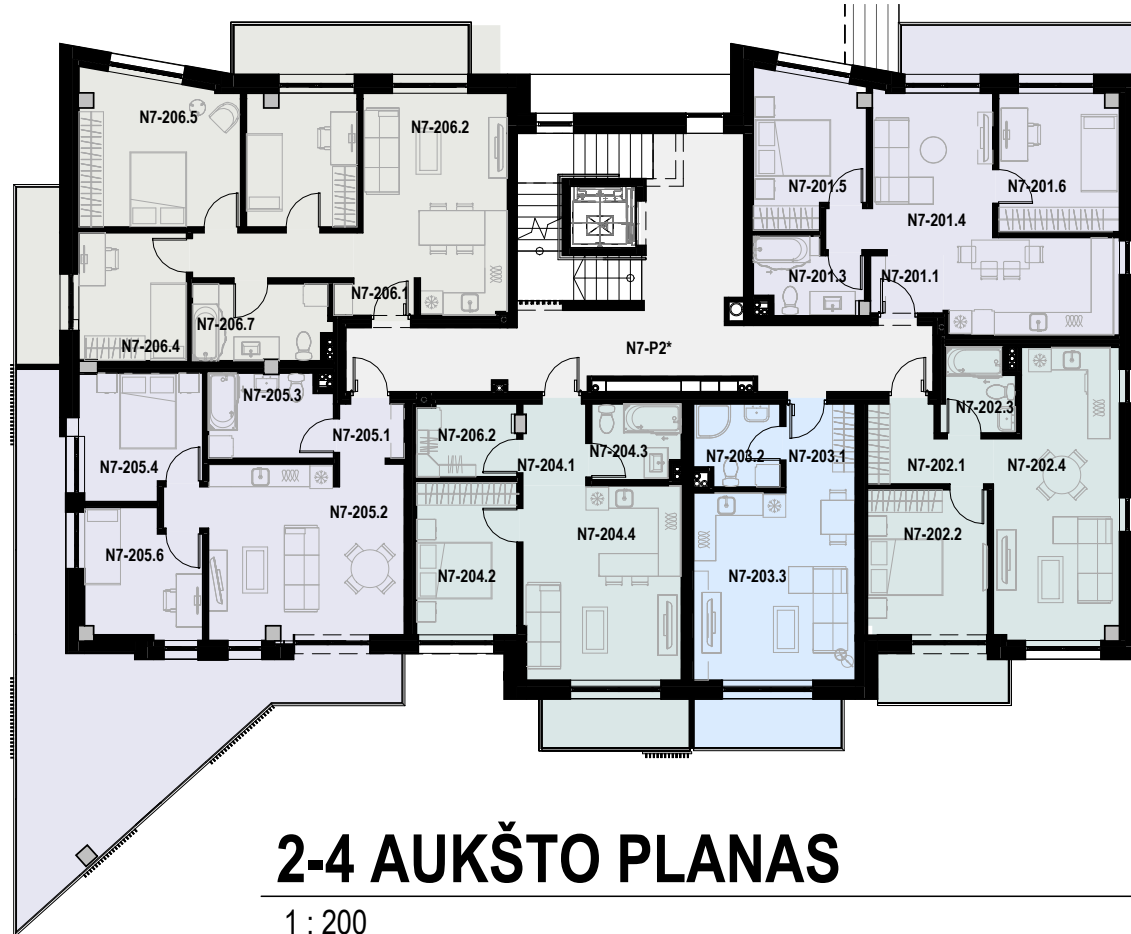 N7-206.5
N7-206.2
N7-201.5
N7-201.6
N7-201.4
N7-201.3
N7-201.1
N7-206.1
N7-206.7
N7-206.4
N7-P2*
N7-205.3
N7-205.1
N7-205.4
N7-206.2
N7-204.1
N7-204.3
N7-203.2
N7-203.1
N7-202.3
N7-202.1
N7-202.4
N7-205.2
N7-205.6
N7-204.4
N7-202.2
N7-204.2
N7-203.3
2-4 AUKŠTO PLANAS
1 : 200